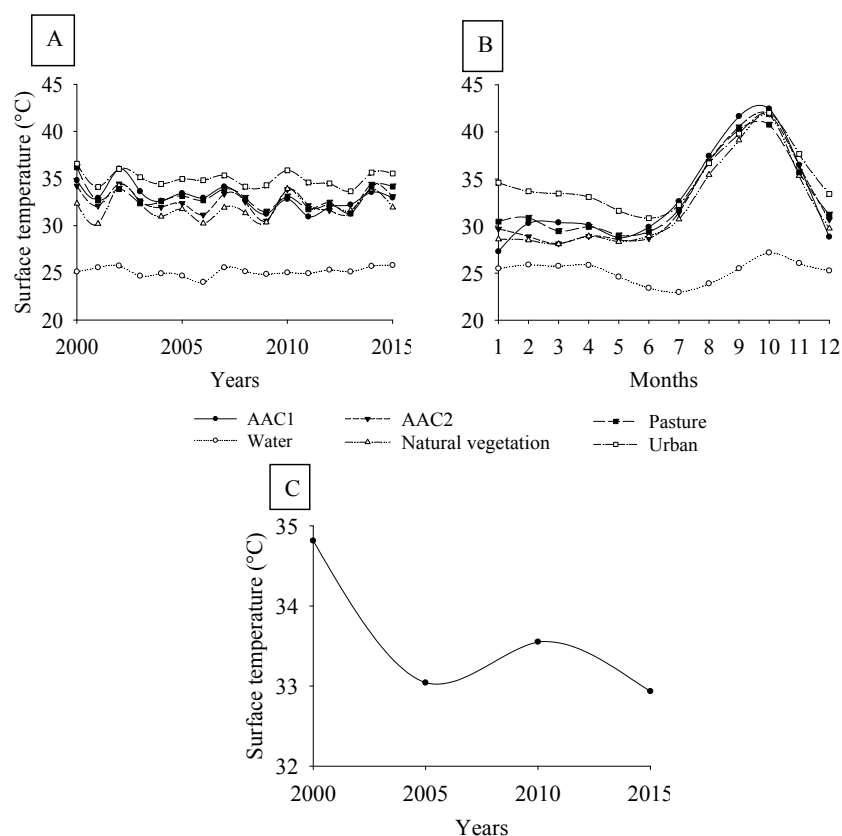 A
B
Surface temperature (°C)
45
40
35
30
25
20
2000
2005
2010
2015
Years
45
40
35
30
25
20
1 2 3 4 5 6 7 8 9 10 11 12
Months
AAC1
AAC2
Pasture
Water
Natural vegetation
Urban
C
Surface temperature (°C)
35
34
33
32
2000
2005
2010
2015
Years